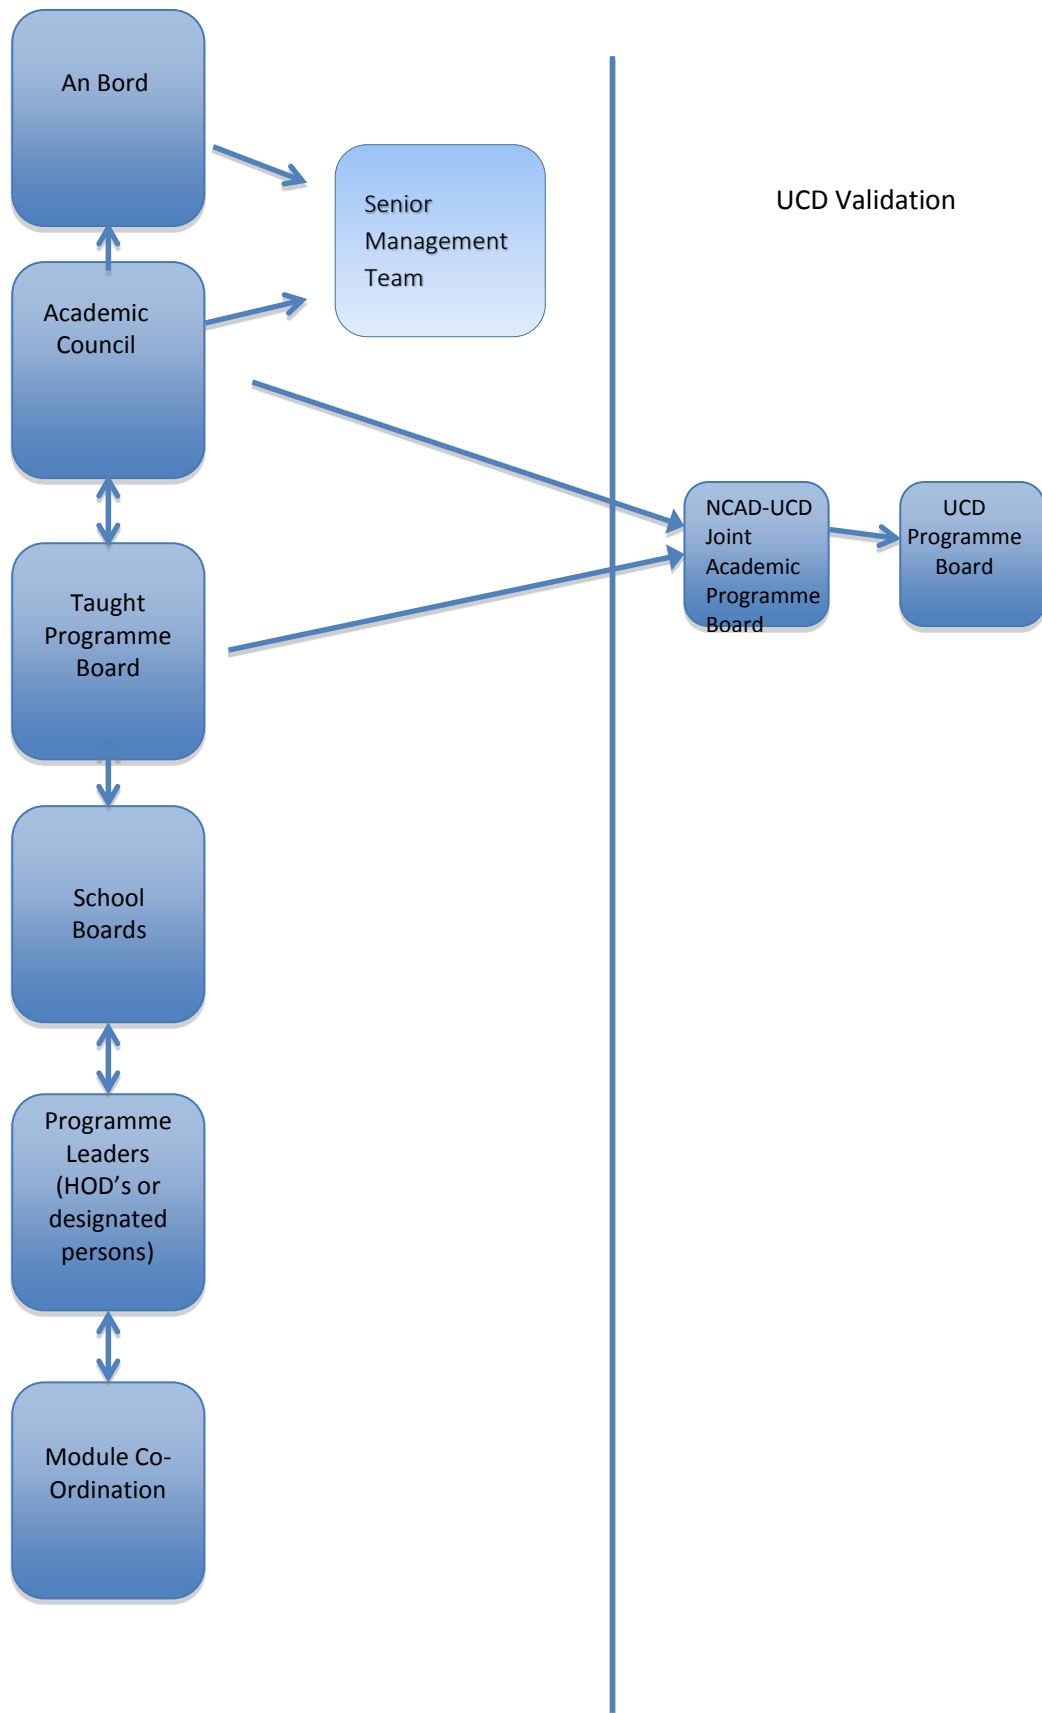 An Bord
Senior
Management
Team
UCD Validation
Academic
Council
NCAD-UCD
Joint
Academic
Programme
Board
UCD
Programme
Board
Taught
Programme
Board
School
Boards
Programme
Leaders
(HOD’s or
designated
persons)
Module Co-
Ordination